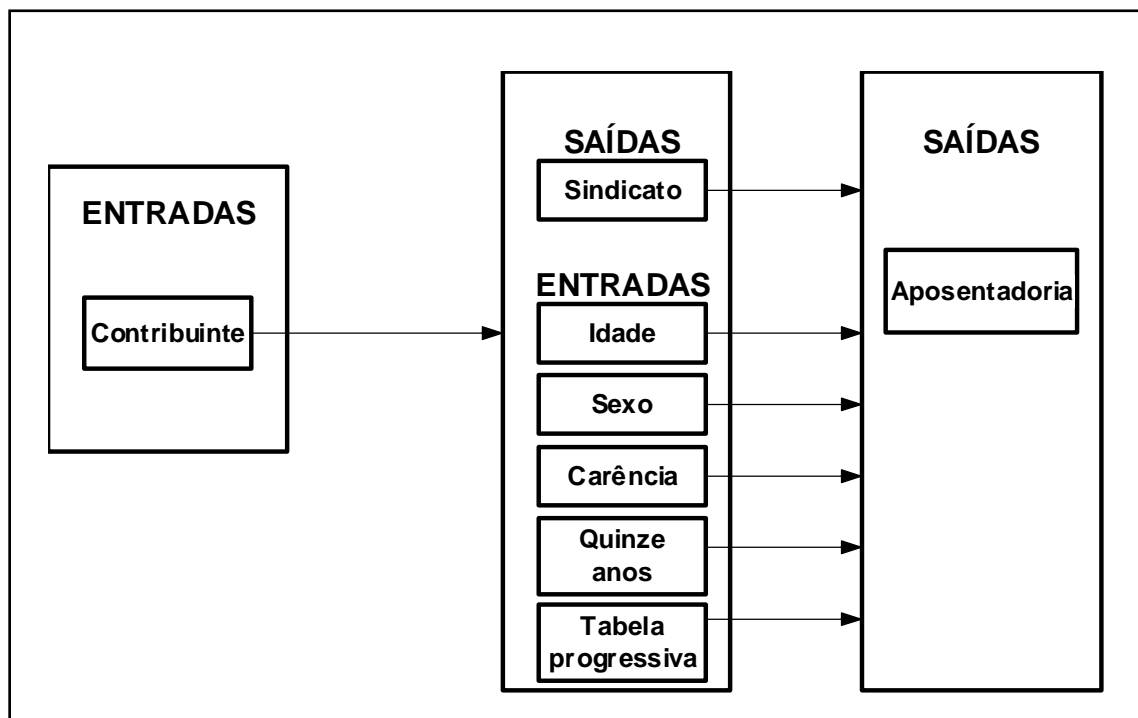 ENTRADAS
Contribuinte
SAÍDAS
Sindicato
ENTRADAS
Idade
Sexo
Carência
Quinze
anos
Tabela
progressiva
SAÍDAS
Aposentadoria